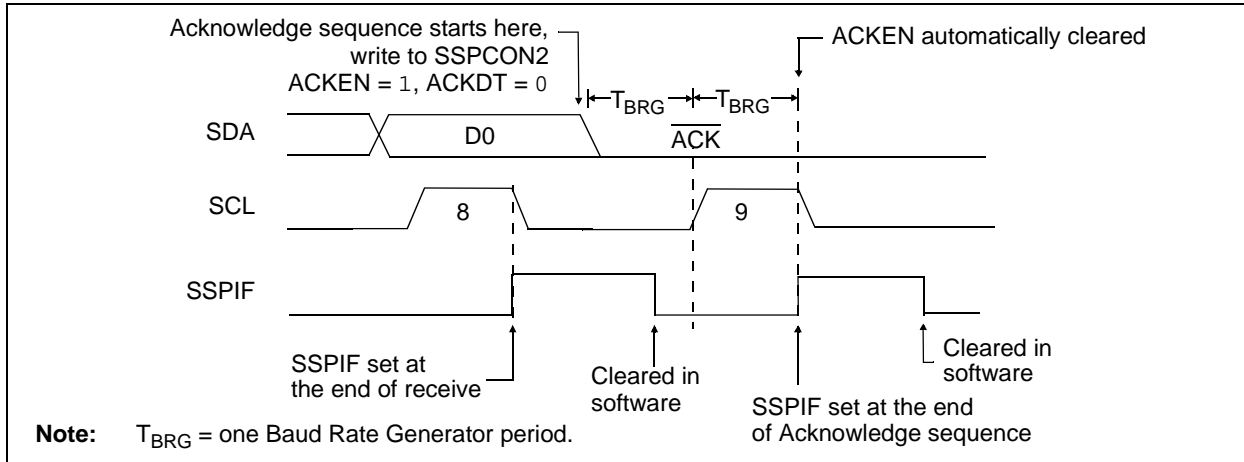 Acknowledge sequence starts here,
write to SSPCON2
ACKEN = 1, ACKDT = 0
ACKEN automatically cleared
TBRG
TBRG
SDA
D0
ACK
SCL
8
9
SSPIF
SSPIF set at
the end of receive
Cleared in
software
SSPIF set at the end
of Acknowledge sequence
Cleared in
software
Note: TBRG = one Baud Rate Generator period.